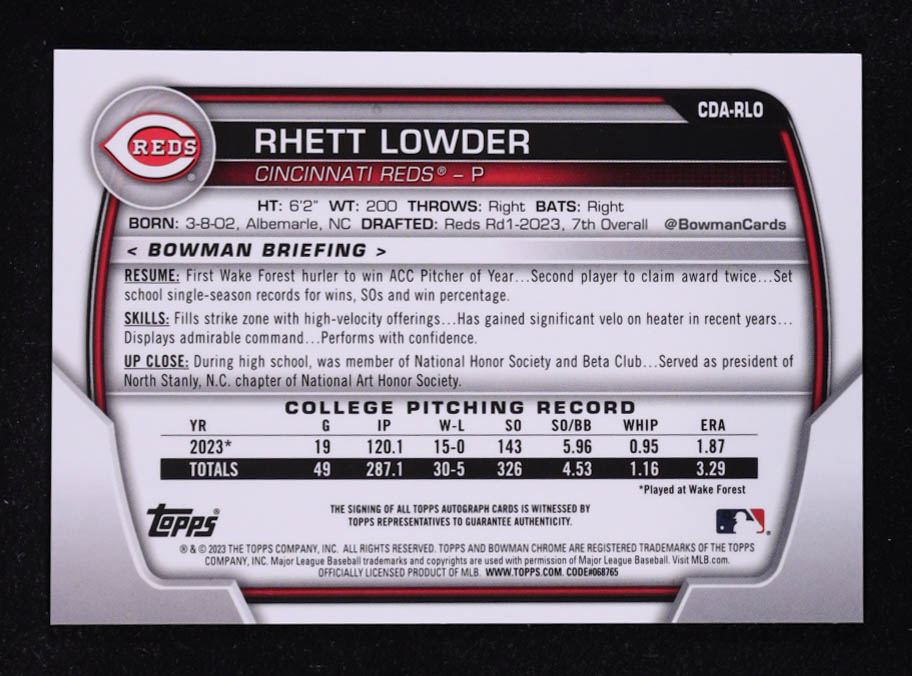 CDA-RLO
REDS
RHETT LOWDER
CINCINNATI REDS® – P
HT: 6'2" WT: 200 THROWS: Right BATS: Right
BORN: 3-8-02, Albemarle, NC DRAFTED: Reds Rd1-2023, 7th Overall @BowmanCards
< BOWMAN BRIEFING >
RESUME: First Wake Forest hurler to win ACC Pitcher of Year...Second player to claim award twice...Set
school single-season records for wins, SOs and win percentage.
SKILLS: Fills strike zone with high-velocity offerings...Has gained significant velo on heater in recent years...
Displays admirable command...Performs with confidence.
UP CLOSE: During high school, was member of National Honor Society and Beta Club...Served as president of
North Stanly, N.C. chapter of National Art Honor Society.
COLLEGE PITCHING RECORD
YR G IP W-L SO SO/BB WHIP ERA
2023* 19 120.1 15-0 143 5.96 0.95 1.87
TOTALS 49 287.1 30-5 326 4.53 1.16 3.29
*Played at Wake Forest
Topps®
THE SIGNING OF ALL TOPPS AUTOGRAPH CARDS IS WITNESSED BY
TOPPS REPRESENTATIVES TO GUARANTEE AUTHENTICITY.
® & © 2023 THE TOPPS COMPANY, INC. ALL RIGHTS RESERVED. TOPPS AND BOWMAN CHROME ARE REGISTERED TRADEMARKS OF THE TOPPS
COMPANY, INC. Major League Baseball trademarks and copyrights are used with permission of Major League Baseball. Visit MLB.com.
OFFICIALLY LICENSED PRODUCT OF MLB. WWW.TOPPS.COM. CODE#068765